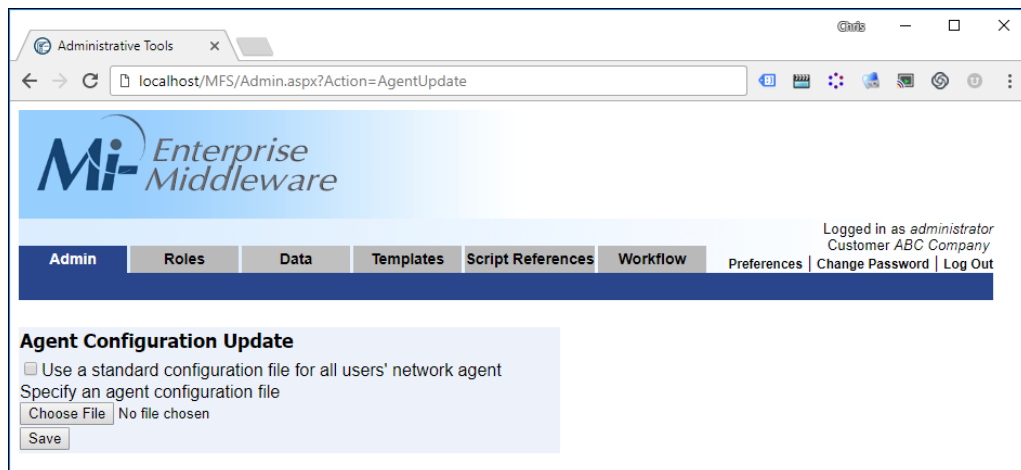 Chris
Administrative Tools
localhost/MFS/Admin.aspx?Action=AgentUpdate
Mi- Enterprise
Middleware
Logged in as administrator
Customer ABC Company
Admin Roles Data Templates Script References Workflow Preferences | Change Password | Log Out
Agent Configuration Update
Use a standard configuration file for all users' network agent
Specify an agent configuration file
Choose File No file chosen
Save